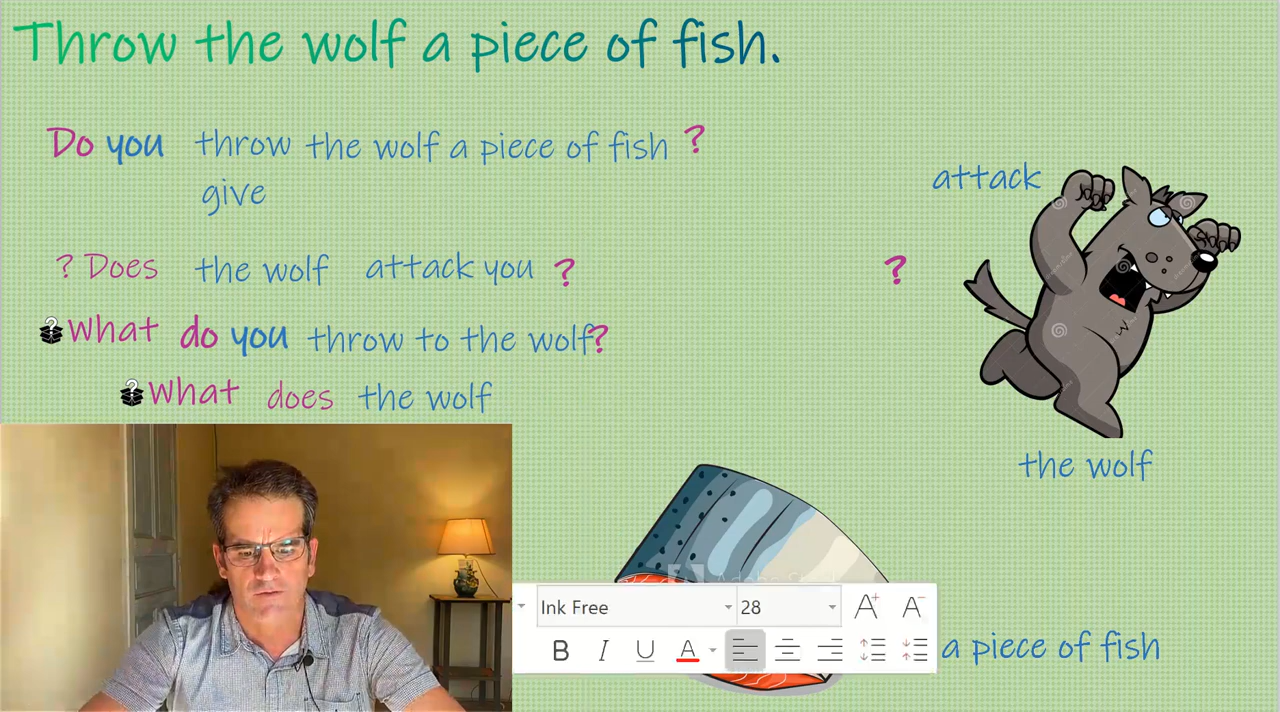 Throw the wolf a piece of fish.
Do you throw the wolf a piece of fish ?
give
attack
? Does the wolf attack you ?
?
What do you throw to the wolf?
What does the wolf
the wolf
Ink Free 28
B I U A
a piece of fish